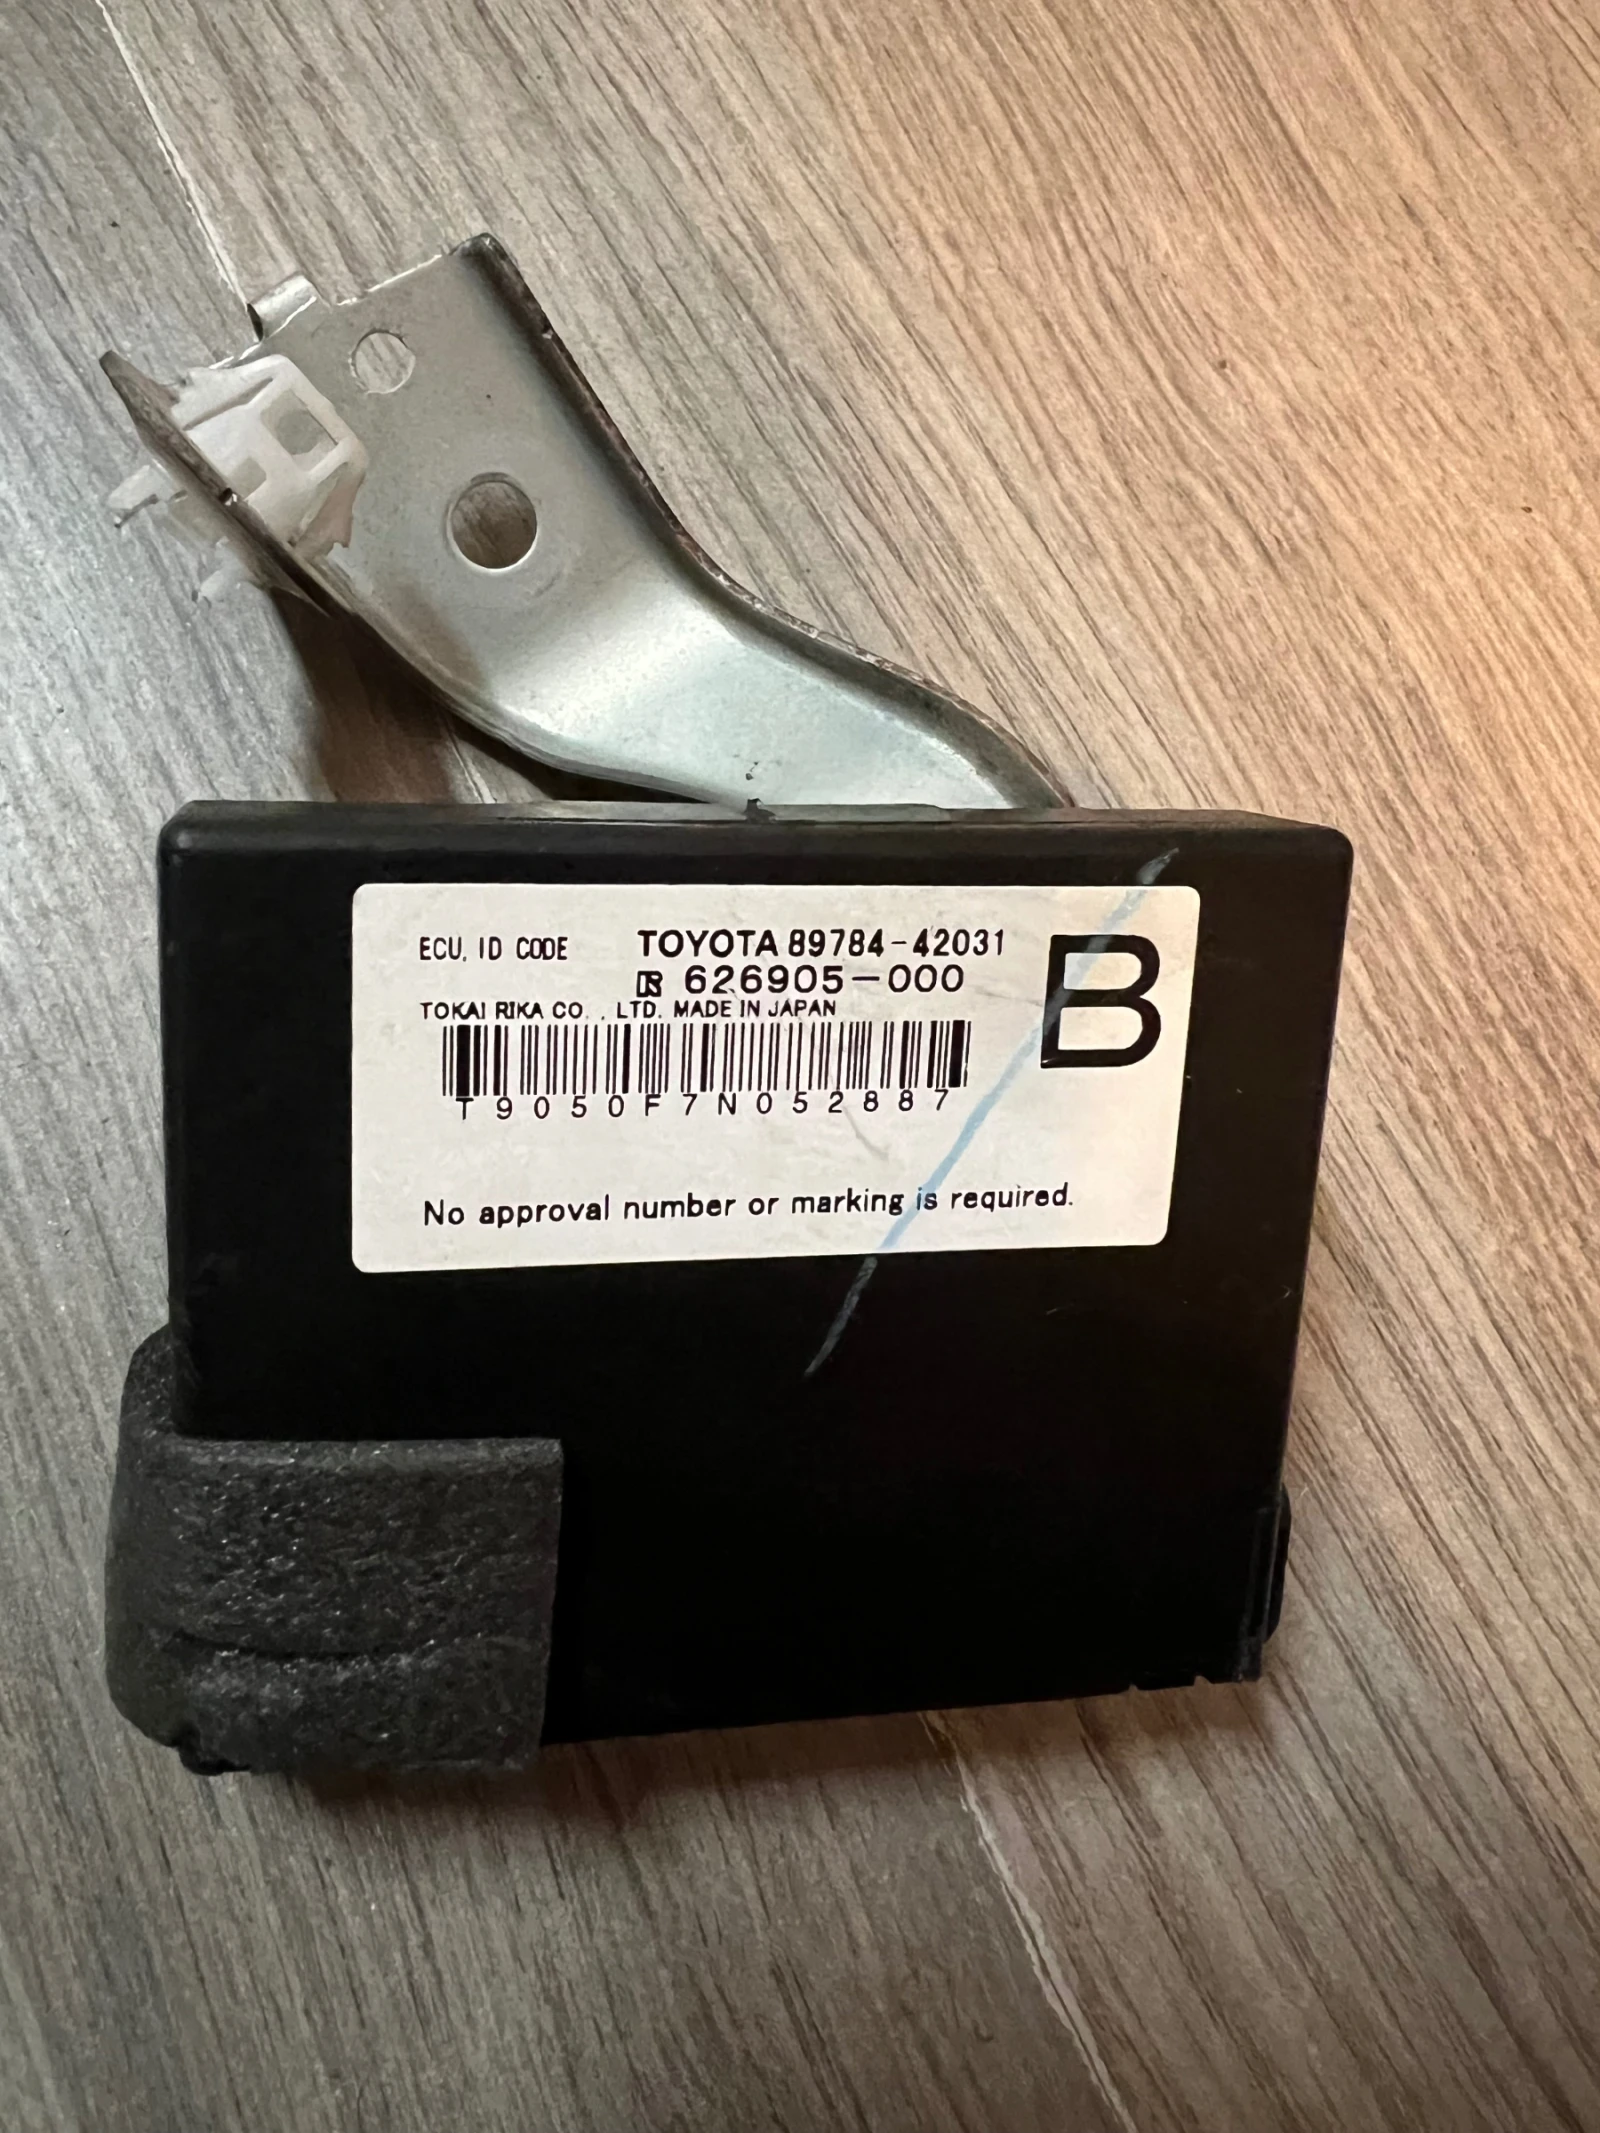 ECU, ID CODE TOYOTA 89784-42031
626905-000
TOKAI RIKA CO., LTD. MADE IN JAPAN
B
T9050F7N052887
No approval number or marking is required.